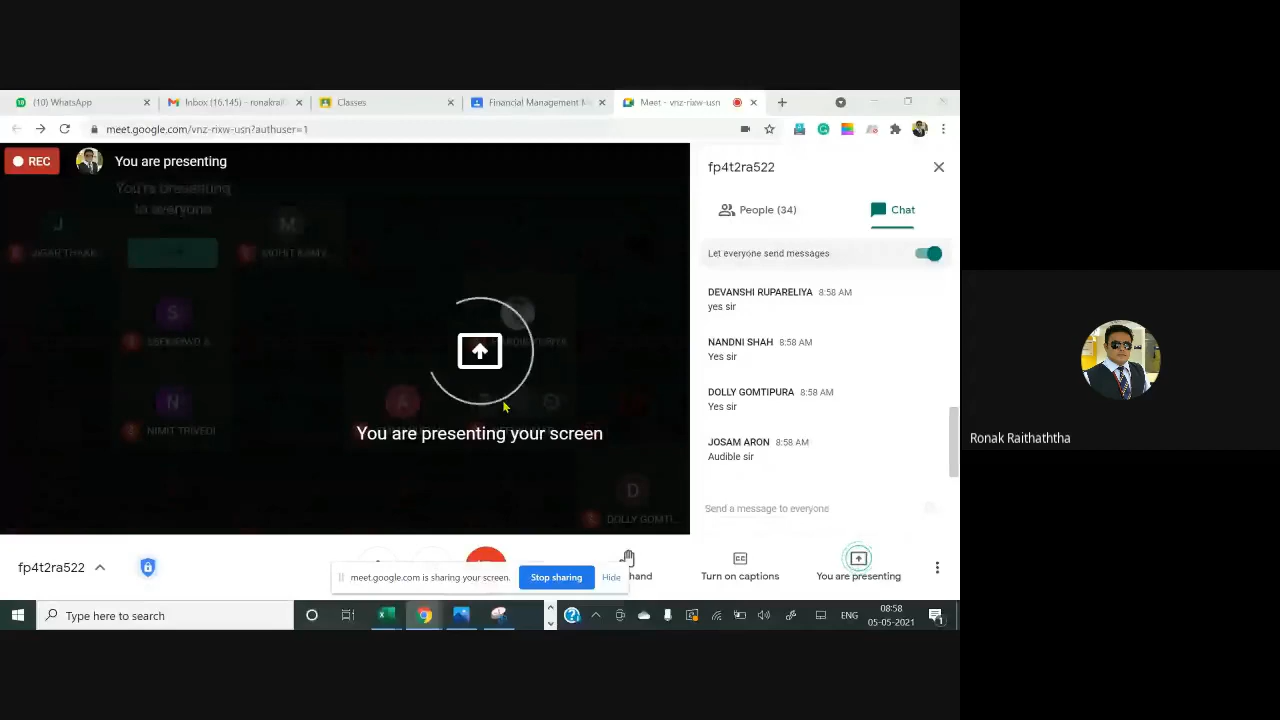 (10) WhatsApp
Inbox (16,145) - ronakrai
Classes
Financial Management M
Meet - vnz-rixw-usn
meet.google.com/vnz-rixw-usn?authuser=1
REC
You are presenting
You're presenting
to everyone
J
M
S
N
NIMIT TRIVEDI
A
D
DOLLY GOMTI...
You are presenting your screen
fp4t2ra522
People (34)
Chat
Let everyone send messages
DEVANSHI RUPARELIYA 8:58 AM
yes sir
NANDNI SHAH 8:58 AM
Yes sir
DOLLY GOMTIPURA 8:58 AM
Yes sir
JOSAM ARON 8:58 AM
Audible sir
Send a message to everyone
Ronak Raithaththa
fp4t2ra522
meet.google.com is sharing your screen.
Stop sharing
Hide
hand
Turn on captions
You are presenting
Type here to search
ENG
08:58
05-05-2021